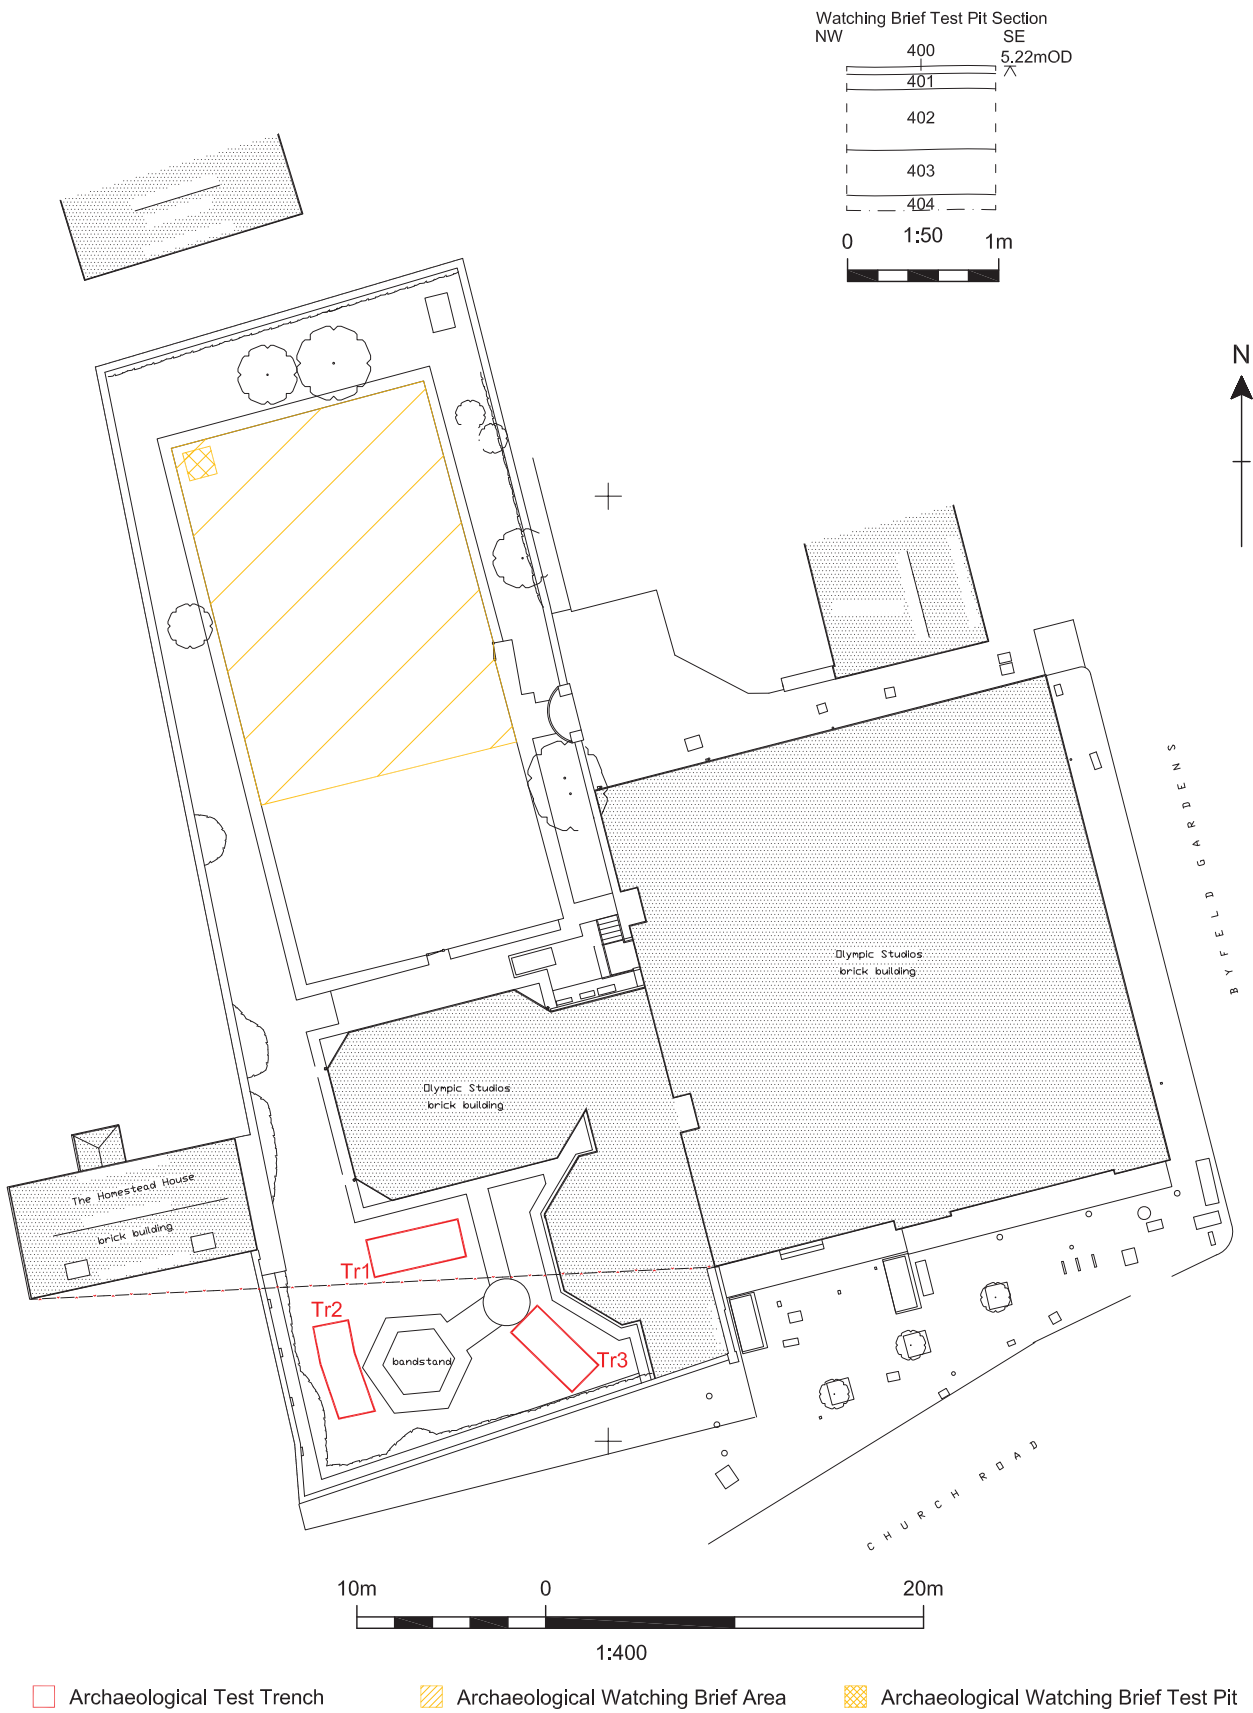 Watching Brief Test Pit Section
NW SE
400 5.22mOD
401
402
403
404
0 1:50 1m
N
BYFELD GARDENS
Olympic Studios
brick building
Olympic Studios
brick building
The Homestead House
brick building
Tr1
Tr2
bandstand
Tr3
CHURCH ROAD
10m 0 20m
1:400
Archaeological Test Trench Archaeological Watching Brief Area Archaeological Watching Brief Test Pit